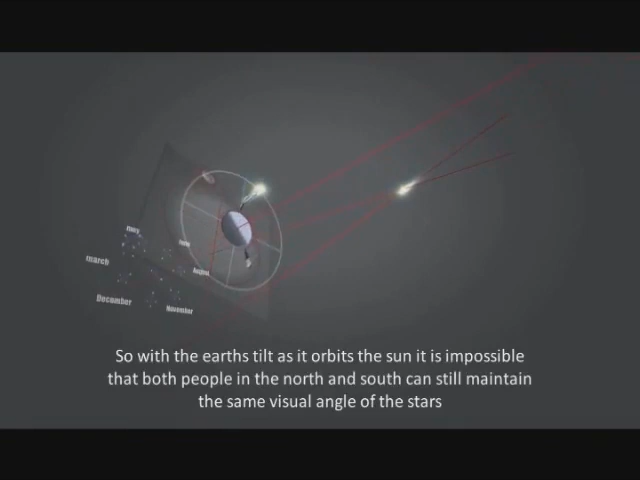 march
August
December
November
So with the earths tilt as it orbits the sun it is impossible
that both people in the north and south can still maintain
the same visual angle of the stars